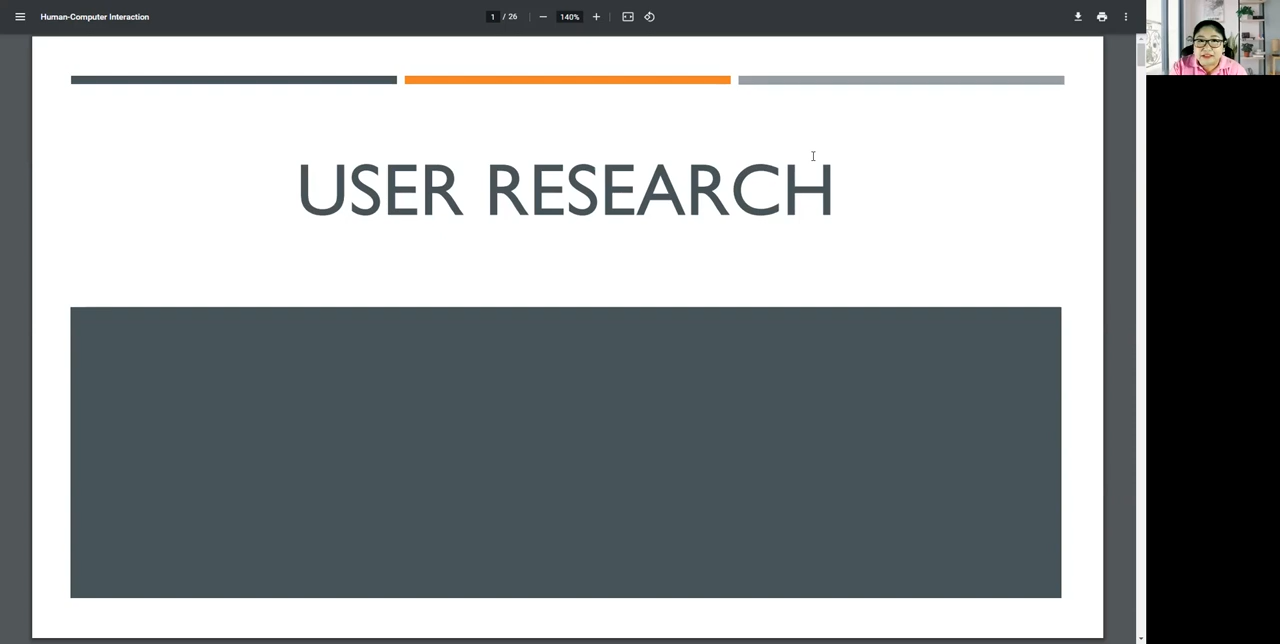 Human-Computer Interaction
1 / 26
140%
USER RESEARCH